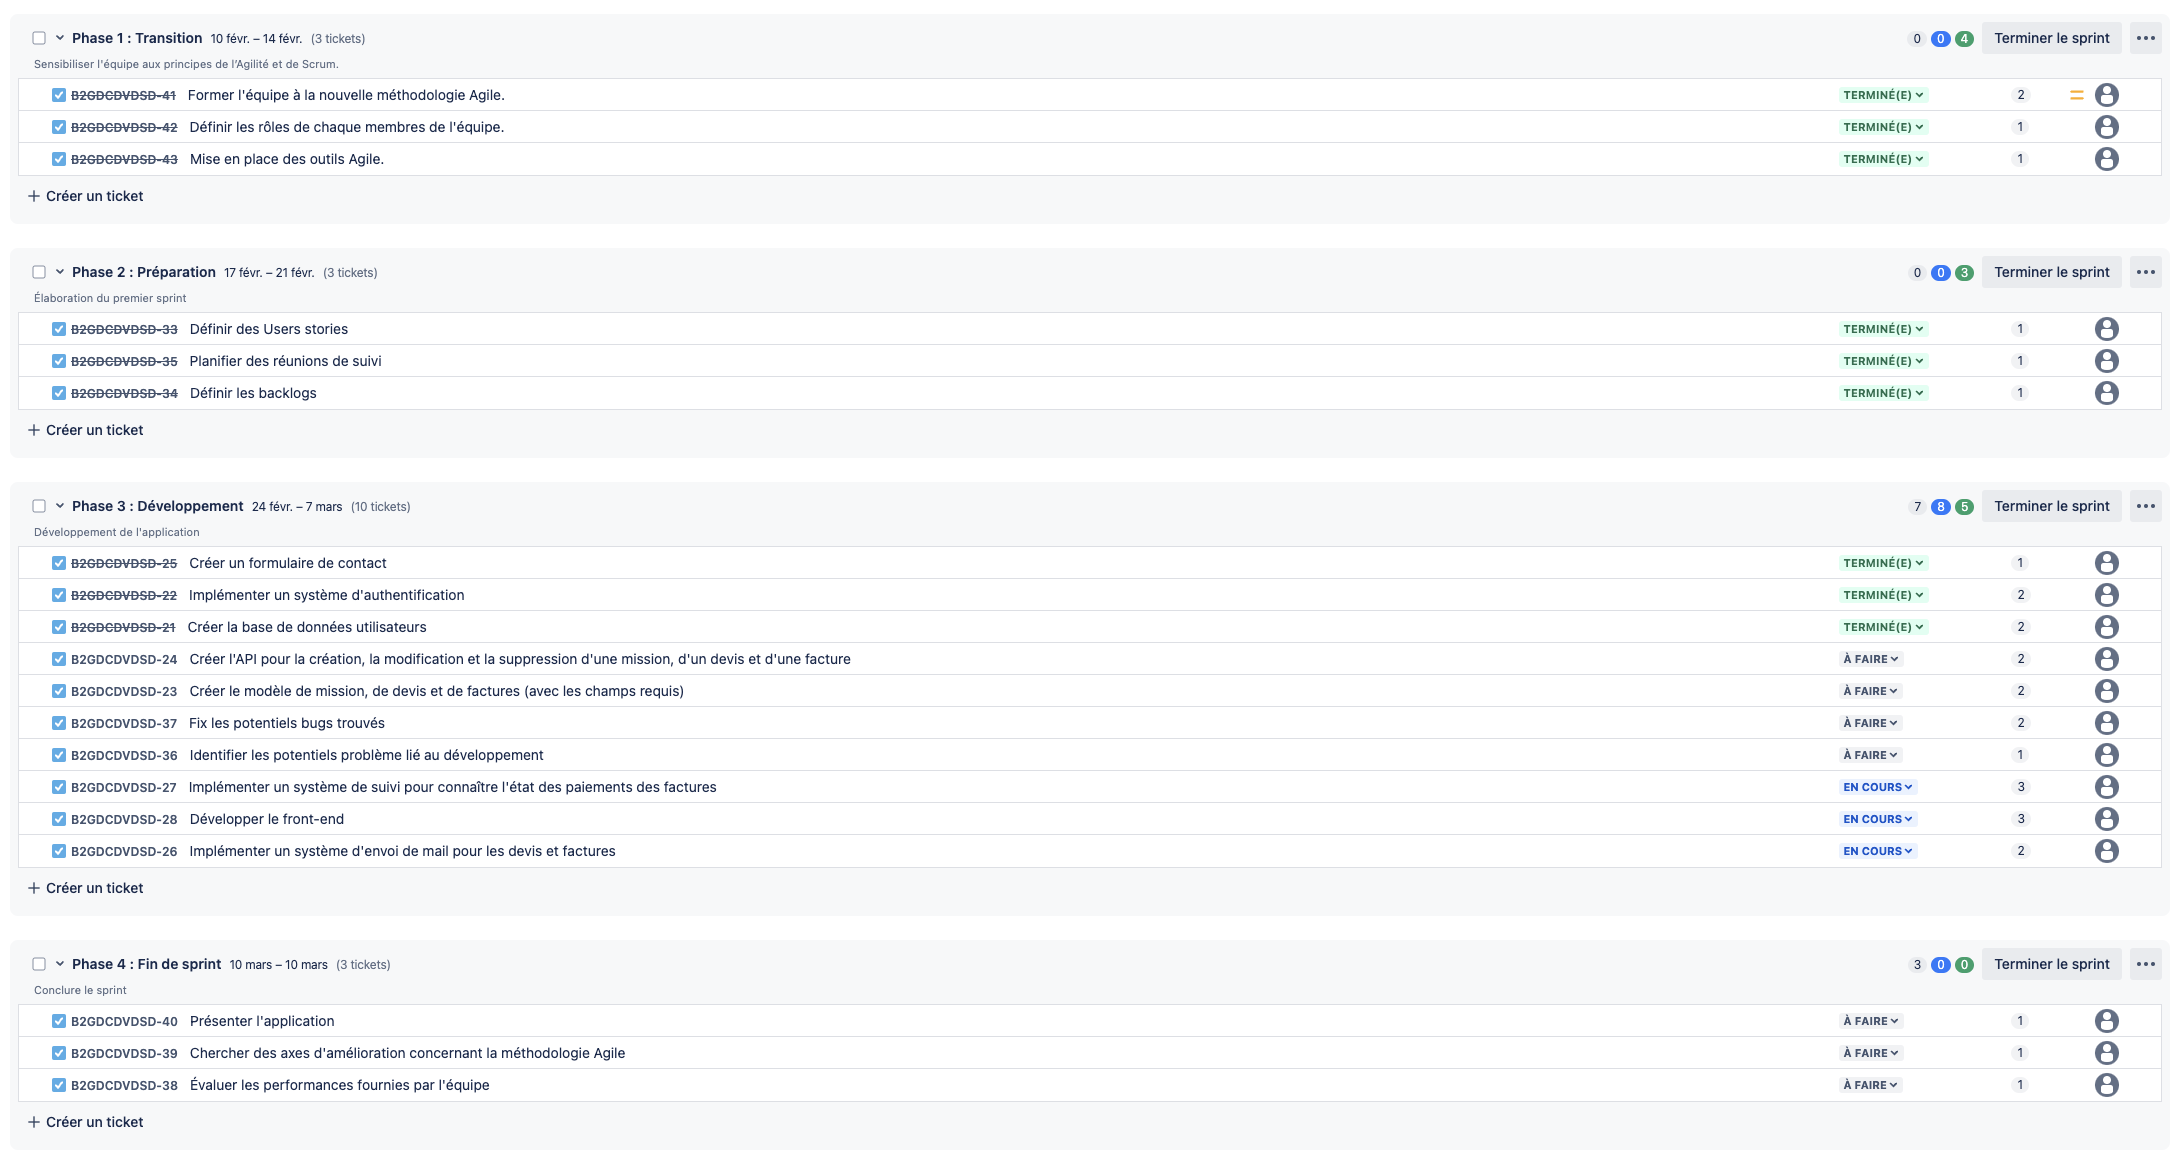 Phase 1 : Transition 10 févr. – 14 févr. (3 tickets) 0 0 4 Terminer le sprint
Sensibiliser l'équipe aux principes de l'Agilité et de Scrum.
B2GDCDVDSD-41 Former l'équipe à la nouvelle méthodologie Agile. TERMINÉ(E) 2
B2GDCDVDSD-42 Définir les rôles de chaque membres de l'équipe. TERMINÉ(E) 1
B2GDCDVDSD-43 Mise en place des outils Agile. TERMINÉ(E) 1
+ Créer un ticket
Phase 2 : Préparation 17 févr. – 21 févr. (3 tickets) 0 0 3 Terminer le sprint
Élaboration du premier sprint
B2GDCDVDSD-33 Définir des Users stories TERMINÉ(E) 1
B2GDCDVDSD-35 Planifier des réunions de suivi TERMINÉ(E) 1
B2GDCDVDSD-34 Définir les backlogs TERMINÉ(E) 1
+ Créer un ticket
Phase 3 : Développement 24 févr. – 7 mars (10 tickets) 7 8 5 Terminer le sprint
Développement de l'application
B2GDCDVDSD-25 Créer un formulaire de contact TERMINÉ(E) 1
B2GDCDVDSD-22 Implémenter un système d'authentification TERMINÉ(E) 2
B2GDCDVDSD-21 Créer la base de données utilisateurs TERMINÉ(E) 2
B2GDCDVDSD-24 Créer l'API pour la création, la modification et la suppression d'une mission, d'un devis et d'une facture À FAIRE 2
B2GDCDVDSD-23 Créer le modèle de mission, de devis et de factures (avec les champs requis) À FAIRE 2
B2GDCDVDSD-37 Fix les potentiels bugs trouvés À FAIRE 2
B2GDCDVDSD-36 Identifier les potentiels problème lié au développement À FAIRE 1
B2GDCDVDSD-27 Implémenter un système de suivi pour connaître l'état des paiements des factures EN COURS 3
B2GDCDVDSD-28 Développer le front-end EN COURS 3
B2GDCDVDSD-26 Implémenter un système d'envoi de mail pour les devis et factures EN COURS 2
+ Créer un ticket
Phase 4 : Fin de sprint 10 mars – 10 mars (3 tickets) 3 0 0 Terminer le sprint
Conclure le sprint
B2GDCDVDSD-40 Présenter l'application À FAIRE 1
B2GDCDVDSD-39 Chercher des axes d'amélioration concernant la méthodologie Agile À FAIRE 1
B2GDCDVDSD-38 Évaluer les performances fournies par l'équipe À FAIRE 1
+ Créer un ticket